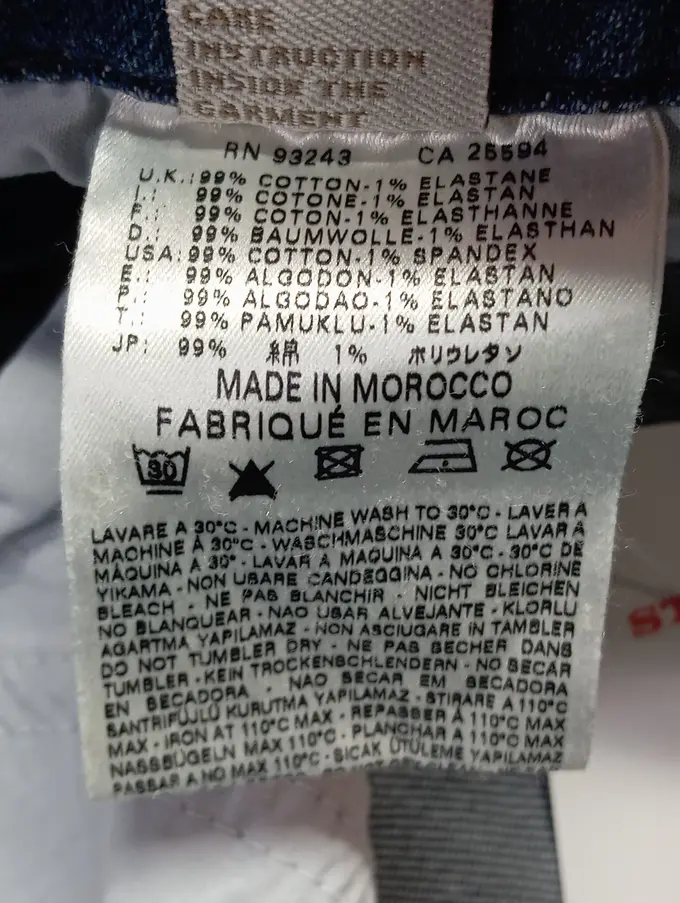 CARE
INSTRUCTION
INSIDE THE
GARMENT
RN 93243 CA 25594
U.K.: 99% COTTON-1% ELASTANE
I.: 99% COTONE-1% ELASTAN
F.: 99% COTON-1% ELASTHANNE
D.: 99% BAUMWOLLE-1% ELASTHAN
USA: 99% COTTON-1% SPANDEX
E.: 99% ALGODON-1% ELASTAN
P.: 99% ALGODAO-1% ELASTANO
T.: 99% PAMUKLU-1% ELASTAN
JP: 99% 綿 1% ポリウレタン
MADE IN MOROCCO
FABRIQUÉ EN MAROC
30
LAVARE A 30°C - MACHINE WASH TO 30°C - LAVER A
MACHINE À 30°C - WASCHMASCHINE 30°C LAVAR A
MAQUINA A 30° - LAVAR À MAQUINA A 30°C - 30°C DE
YIKAMA - NON USARE CANDEGGINA - NO CHLORINE
BLEACH - NE PAS BLANCHIR - NICHT BLEICHEN
NO BLANQUEAR - NAO USAR ALVEJANTE - KLORLU
AGARTMA YAPILAMAZ - NON ASCIUGARE IN TAMBLER
DO NOT TUMBLER DRY - NE PAS SECHER DANS
TUMBLER - KEIN TROCKENSCHLENDERN - NO SECAR
EN SECADORA - NAO SECAR EM SECADORA
SANTRIFÜJLÜ KURUTMA YAPILAMAZ - STIRARE A 110°C
MAX - IRON AT 110°C MAX - REPASSER À 110°C MAX
NASSBÜGELN MAX 110°C - PLANCHAR A 110°C MAX
PASSAR A NO MAX 110°C - SICAK ÜTÜLEME YAPILAMAZ
ST